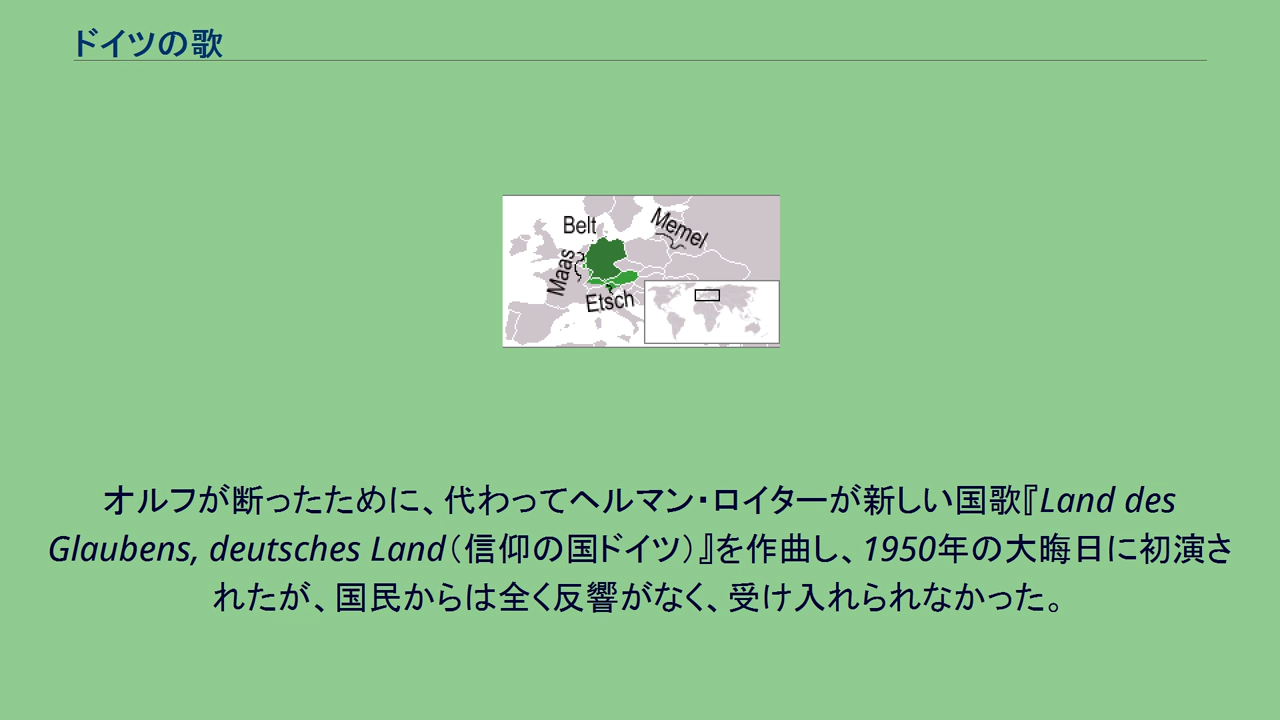 ドイツの歌
Belt
Memel
Maas
Etsch
オルフが断ったために、代わってヘルマン・ロイターが新しい国歌『Land des
Glaubens, deutsches Land（信仰の国ドイツ）』を作曲し、1950年の大晦日に初演さ
れたが、国民からは全く反響がなく、受け入れられなかった。